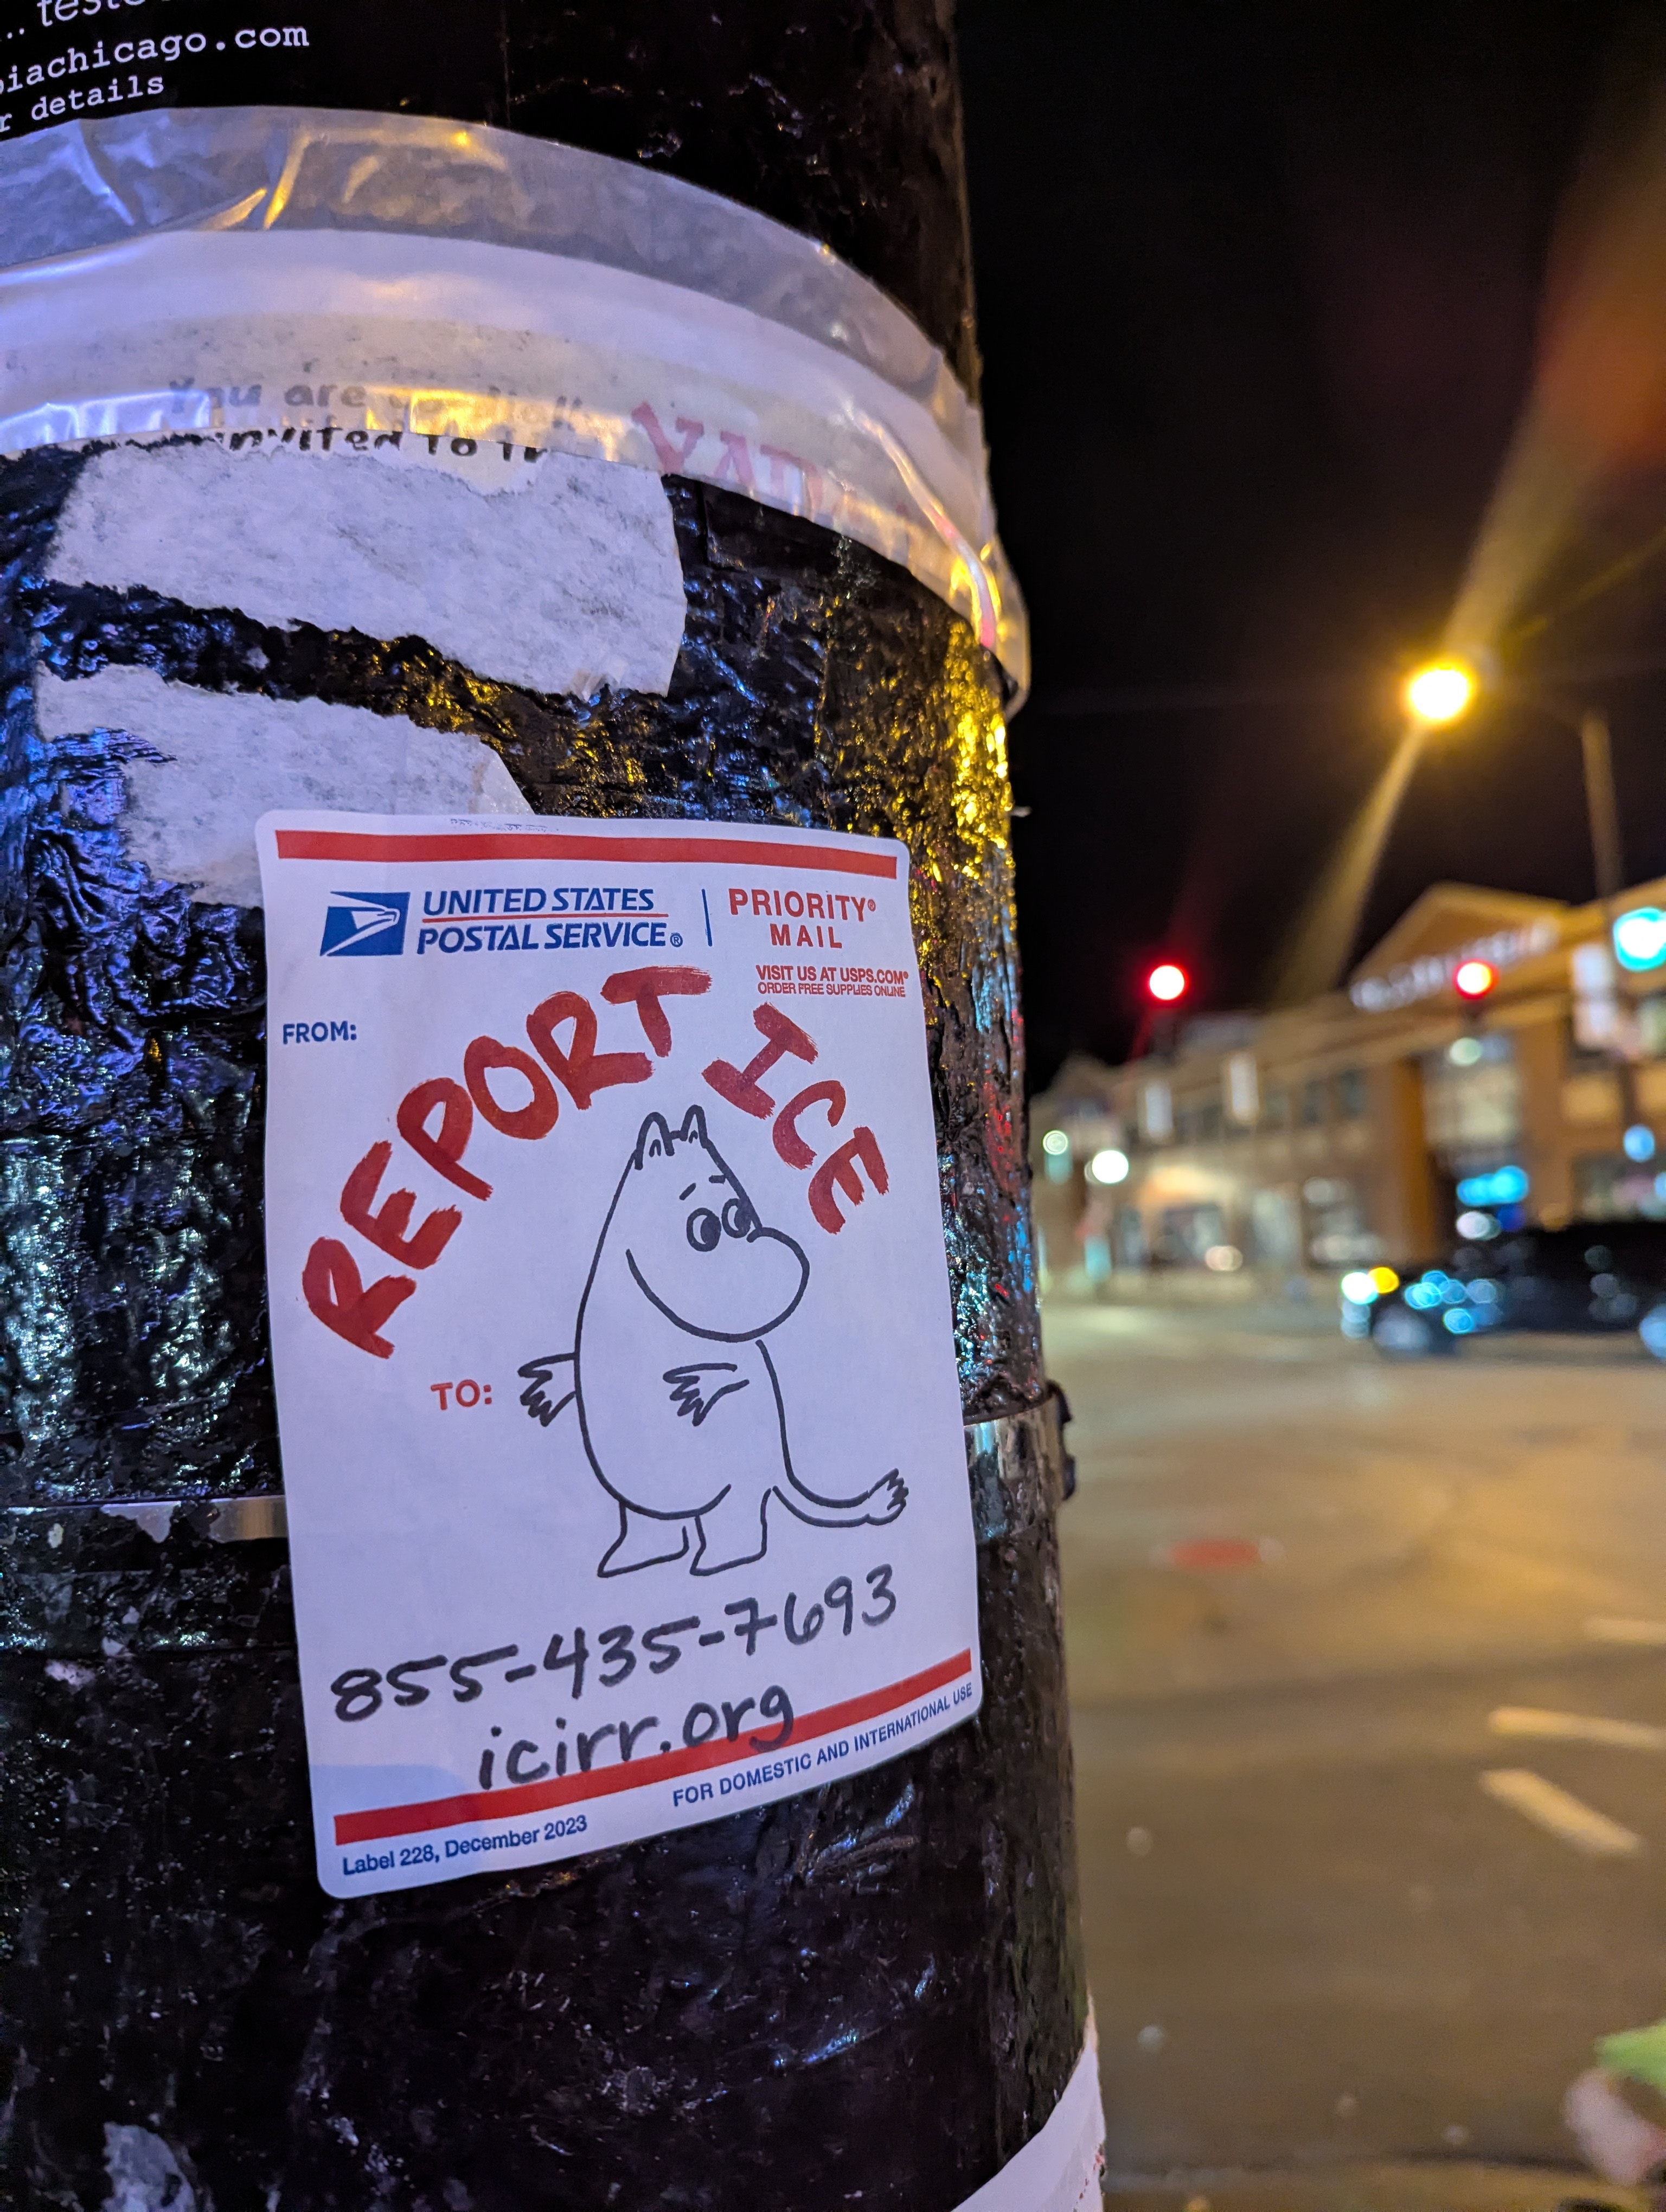 piachicago.com
details
You are
invited to
UNITED STATES
POSTAL SERVICE®
PRIORITY®
MAIL
VISIT US AT USPS.COM®
ORDER FREE SUPPLIES ONLINE
FROM:
REPORT ICE
TO:
855-435-7693
icirr.org
FOR DOMESTIC AND INTERNATIONAL USE
Label 228, December 2023